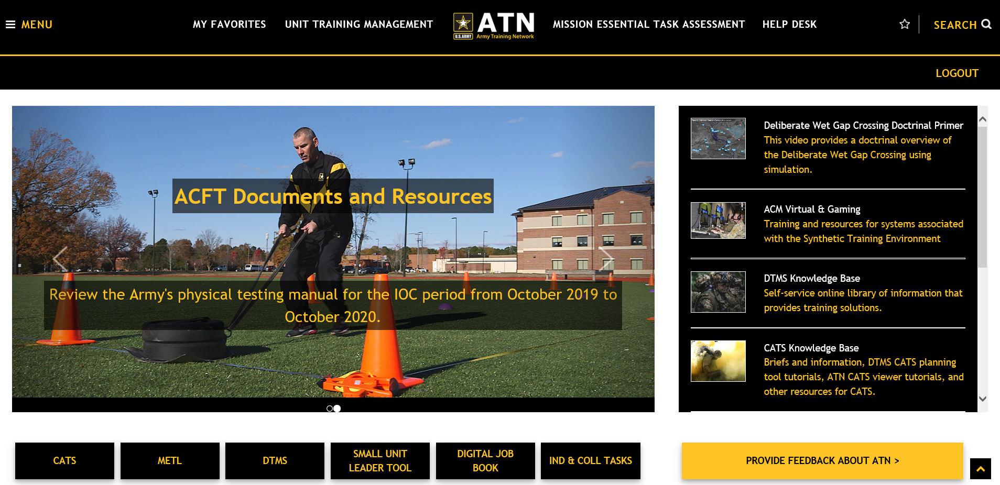 MENU
MY FAVORITES
UNIT TRAINING MANAGEMENT
U.S.ARMY
ATN
Army Training Network
MISSION ESSENTIAL TASK ASSESSMENT
HELP DESK
SEARCH
LOGOUT
ACFT Documents and Resources
Review the Army's physical testing manual for the IOC period from October 2019 to
October 2020.
Deliberate Wet Gap Crossing Doctrinal Primer
This video provides a doctrinal overview of
the Deliberate Wet Gap Crossing using
simulation.
ACM Virtual & Gaming
Training and resources for systems associated
with the Synthetic Training Environment
DTMS Knowledge Base
Self-service online library of information that
provides training solutions.
CATS Knowledge Base
Briefs and information, DTMS CATS planning
tool tutorials, ATN CATS viewer tutorials, and
other resources for CATS.
CATS
METL
DTMS
SMALL UNIT
LEADER TOOL
DIGITAL JOB
BOOK
IND & COLL TASKS
PROVIDE FEEDBACK ABOUT ATN >